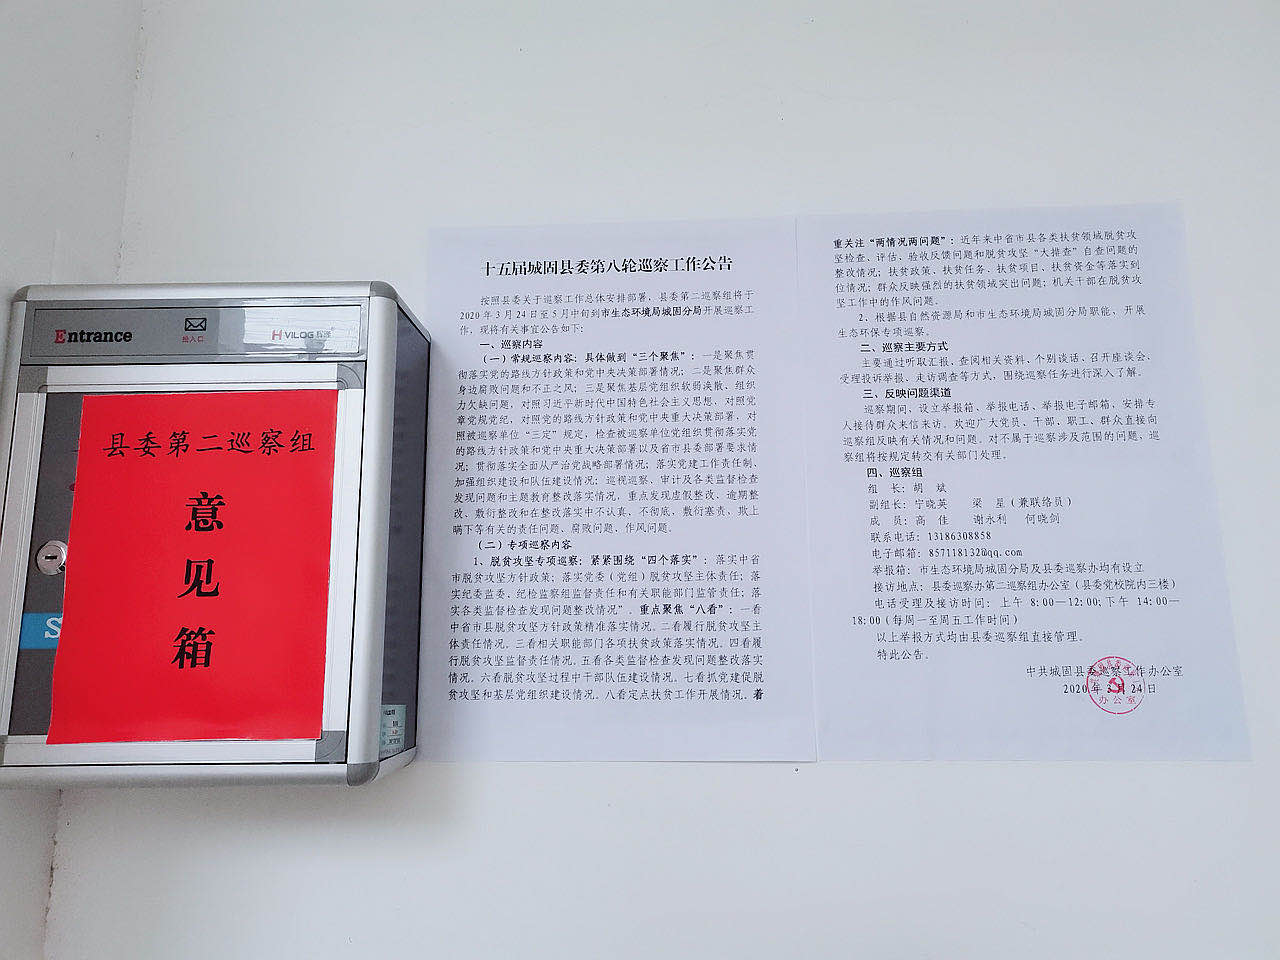 Entrance
投入口
HVILOG
县委第二巡察组
意
见
箱
S
十五届城固县委第八轮巡察工作公告
按照县委关于巡察工作总体安排部署，县委第二巡察组将于
2020年3月24日至5月中旬到市生态环境局城固分局开展巡察工
作，现将有关事宜公告如下：
一、巡察内容
（一）常规巡察内容：具体做到“三个聚焦”：一是聚焦贯
彻落实党的路线方针政策和党中央决策部署情况；二是聚焦群众
身边腐败问题和不正之风；三是聚焦基层党组织软弱涣散、组织
力欠缺问题，对照习近平新时代中国特色社会主义思想，对照党
章党规党纪，对照党的路线方针政策和党中央重大决策部署，对
照被巡察单位“三定”规定，检查被巡察单位党组织贯彻落实党
的路线方针政策和党中央重大决策部署以及省市县委部署要求情
况；贯彻落实全面从严治党战略部署情况；落实党建工作责任制、
加强组织建设和队伍建设情况；巡视巡察、审计及各类监督检查
发现问题和主题教育整改落实情况，重点发现虚假整改、逾期整
改、敷衍整改和在整改落实中不认真、不彻底，敷衍塞责，欺上
瞒下等有关的责任问题、腐败问题、作风问题。
（二）专项巡察内容
1、脱贫攻坚专项巡察：紧紧围绕“四个落实”：落实中省
市脱贫攻坚方针政策；落实党委（党组）脱贫攻坚主体责任；落
实纪委监委、纪检监察组监督责任和有关职能部门监管责任；落
实各类监督检查发现问题整改情况”．重点聚焦“八看”：一看
中省市县脱贫攻坚方针政策精准落实情况。二看履行脱贫攻坚主
体责任情况。三看相关职能部门各项扶贫政策落实情况。四看履
行脱贫攻坚监督责任情况。五看各类监督检查发现问题整改落实
情况。六看脱贫攻坚过程中干部队伍建设情况。七看抓党建促脱
贫攻坚和基层党组织建设情况。八看定点扶贫工作开展情况。着
重关注“两情况两问题”：近年来中省市县各类扶贫领域脱贫攻
坚检查、评估、验收反馈问题和脱贫攻坚“大排查”自查问题的
整改情况；扶贫政策、扶贫任务、扶贫项目、扶贫资金等落实到
位情况；群众反映强烈的扶贫领域突出问题；机关干部在脱贫攻
坚工作中的作风问题。
2、根据县自然资源局和市生态环境局城固分局职能，开展
生态环保专项巡察。
二、巡察主要方式
主要通过听取汇报、查阅相关资料、个别谈话、召开座谈会、
受理投诉举报、走访调查等方式，围绕巡察任务进行深入了解。
三、反映问题渠道
巡察期间，设立举报箱、举报电话、举报电子邮箱，安排专
人接待群众来信来访。欢迎广大党员、干部、职工、群众直接向
巡察组反映有关情况和问题。对不属于巡察涉及范围的问题，巡
察组将按规定转交有关部门处理。
四、巡察组
组　长：胡　斌
副组长：宁晓英　　梁　星（兼联络员）
成　员：高　佳　　谢永利　　何晓剑
联系电话：13186308858
电子邮箱：857118132@qq.com
举报箱：市生态环境局城固分局及县委巡察办均有设立
接访地点：县委巡察办第二巡察组办公室（县委党校院内三楼）
电话受理及接访时间：上午 8:00—12:00;下午 14:00—
18:00（每周一至周五工作时间）
以上举报方式均由县委巡察组直接管理。
特此公告。
中共城固县委巡察工作办公室
2020年3月24日
办公室